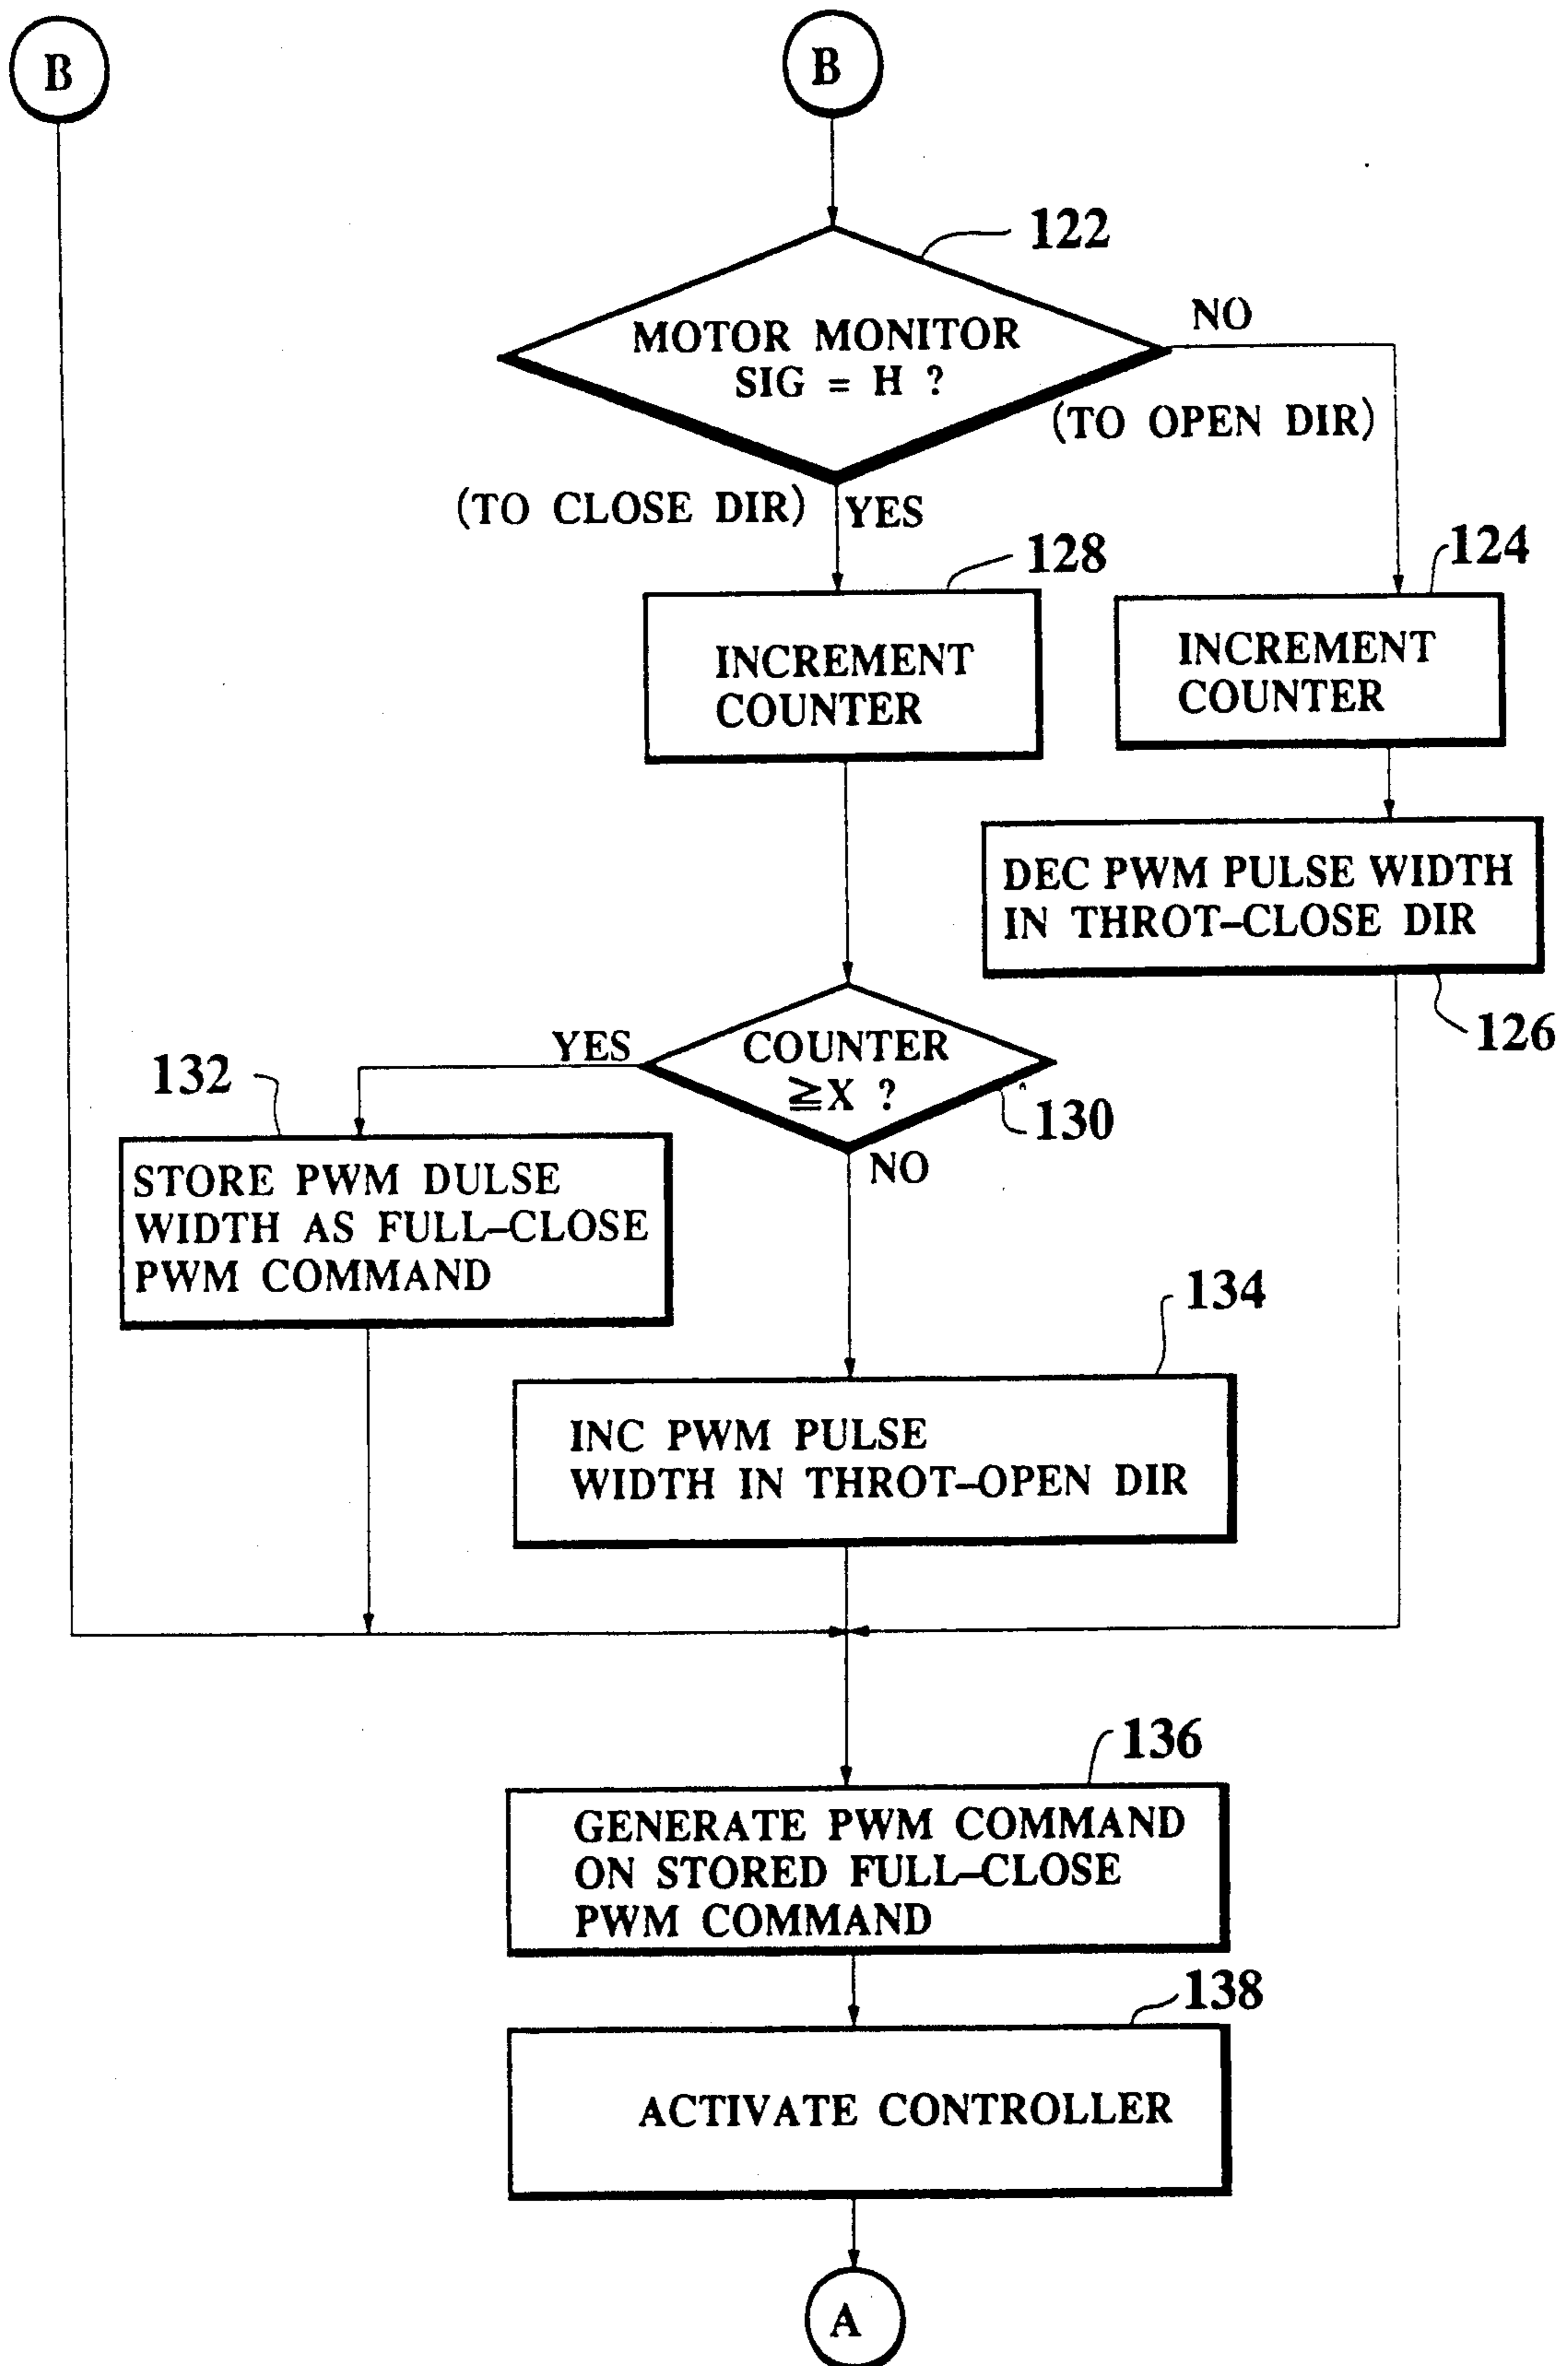 B
B
122
MOTOR MONITOR
SIG = H ?
NO
(TO OPEN DIR)
(TO CLOSE DIR)
YES
128
INCREMENT
COUNTER
124
INCREMENT
COUNTER
DEC PWM PULSE WIDTH
IN THROT-CLOSE DIR
126
COUNTER
≧X ?
130
YES
NO
132
STORE PWM DULSE
WIDTH AS FULL-CLOSE
PWM COMMAND
134
INC PWM PULSE
WIDTH IN THROT-OPEN DIR
136
GENERATE PWM COMMAND
ON STORED FULL-CLOSE
PWM COMMAND
138
ACTIVATE CONTROLLER
A